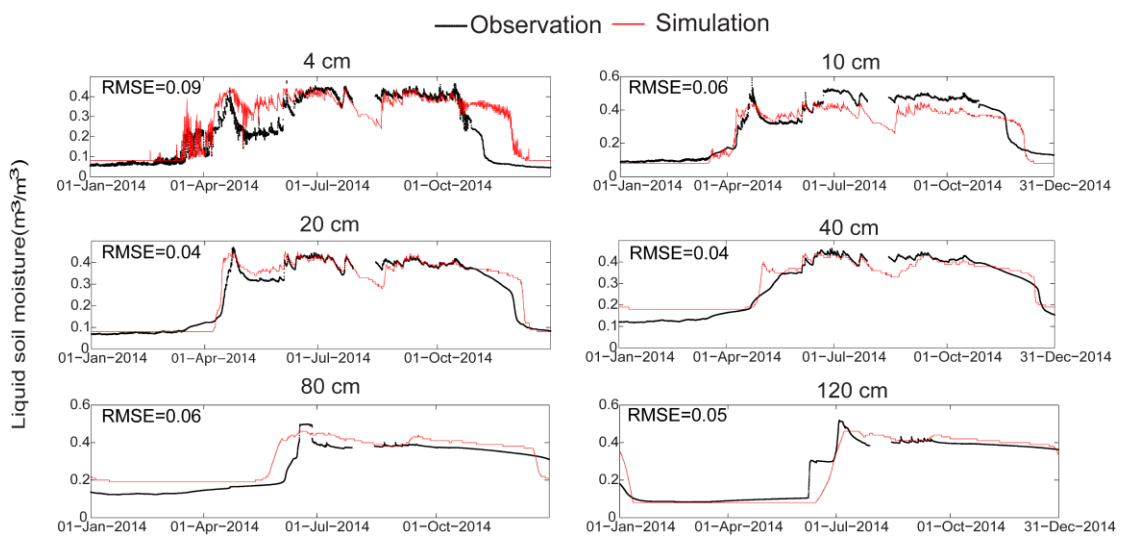 Observation Simulation
Liquid soil moisture(m³/m³)
4 cm
RMSE=0.09
0.4
0.3
0.2
0.1
0
01−Jan−2014 01−Apr−2014 01−Jul−2014 01−Oct−2014
10 cm
RMSE=0.06
0.6
0.4
0.2
0
01−Jan−2014 01−Apr−2014 01−Jul−2014 01−Oct−2014 31−Dec−2014
20 cm
RMSE=0.04
0.4
0.3
0.2
0.1
0
01−Jan−2014 01−Apr−2014 01−Jul−2014 01−Oct−2014
40 cm
RMSE=0.04
0.4
0.3
0.2
0.1
0
01−Jan−2014 01−Apr−2014 01−Jul−2014 01−Oct−2014 31−Dec−2014
80 cm
RMSE=0.06
0.6
0.4
0.2
0
01−Jan−2014 01−Apr−2014 01−Jul−2014 01−Oct−2014
120 cm
RMSE=0.05
0.6
0.4
0.2
0
01−Jan−2014 01−Apr−2014 01−Jul−2014 01−Oct−2014 31−Dec−2014